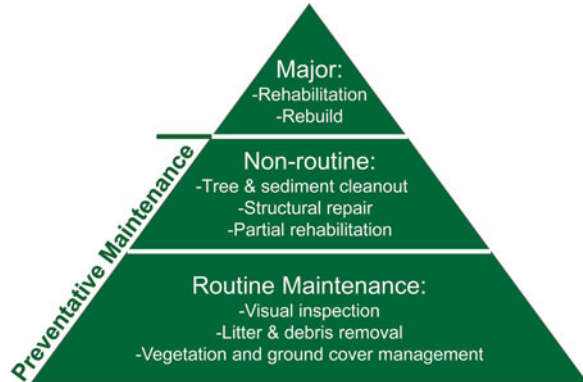 Major:
-Rehabilitation
-Rebuild
Non-routine:
-Tree & sediment cleanout
-Structural repair
-Partial rehabilitation
Routine Maintenance:
-Visual inspection
-Litter & debris removal
-Vegetation and ground cover management
Preventative Maintenance